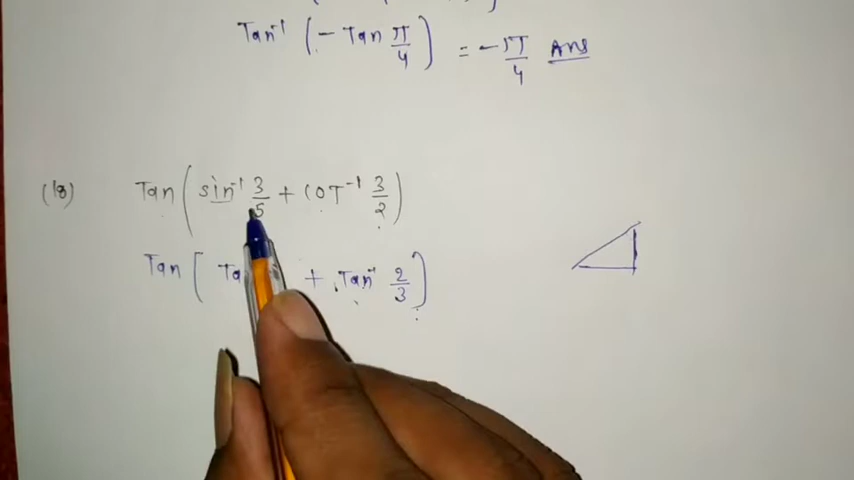 Tan⁻¹ (- Tan π/4) = -π/4 Ans
(18) Tan (sin⁻¹ 3/5 + COT⁻¹ 3/2)
Tan [ + Tan⁻¹ 2/3 ]